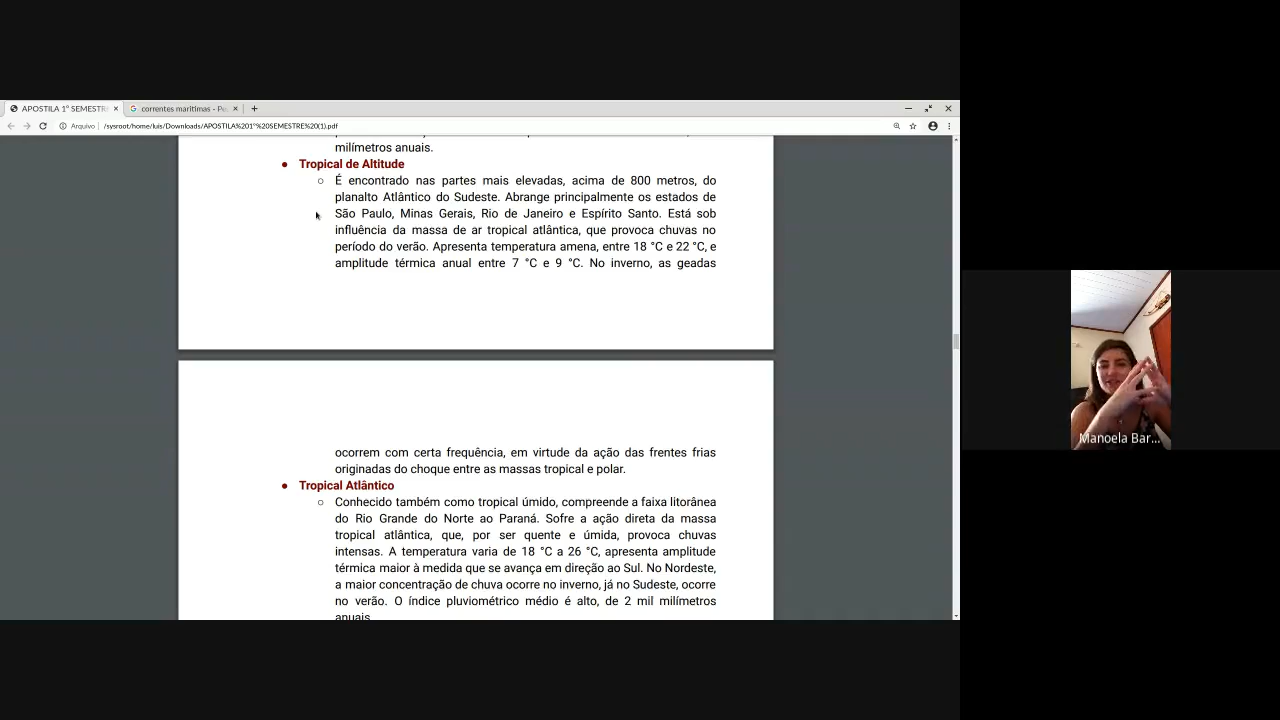 APOSTILA 1º SEMESTR
correntes maritimas - Pe
Arquivo
/sysroot/home/luis/Downloads/APOSTILA%201°%20SEMESTRE%20(1).pdf
milímetros anuais.
● Tropical de Altitude
○ É encontrado nas partes mais elevadas, acima de 800 metros, do
planalto Atlântico do Sudeste. Abrange principalmente os estados de
São Paulo, Minas Gerais, Rio de Janeiro e Espírito Santo. Está sob
influência da massa de ar tropical atlântica, que provoca chuvas no
período do verão. Apresenta temperatura amena, entre 18 °C e 22 °C, e
amplitude térmica anual entre 7 °C e 9 °C. No inverno, as geadas
ocorrem com certa frequência, em virtude da ação das frentes frias
originadas do choque entre as massas tropical e polar.
● Tropical Atlântico
○ Conhecido também como tropical úmido, compreende a faixa litorânea
do Rio Grande do Norte ao Paraná. Sofre a ação direta da massa
tropical atlântica, que, por ser quente e úmida, provoca chuvas
intensas. A temperatura varia de 18 °C a 26 °C, apresenta amplitude
térmica maior à medida que se avança em direção ao Sul. No Nordeste,
a maior concentração de chuva ocorre no inverno, já no Sudeste, ocorre
no verão. O índice pluviométrico médio é alto, de 2 mil milímetros
anuais.
Manoela Bar...